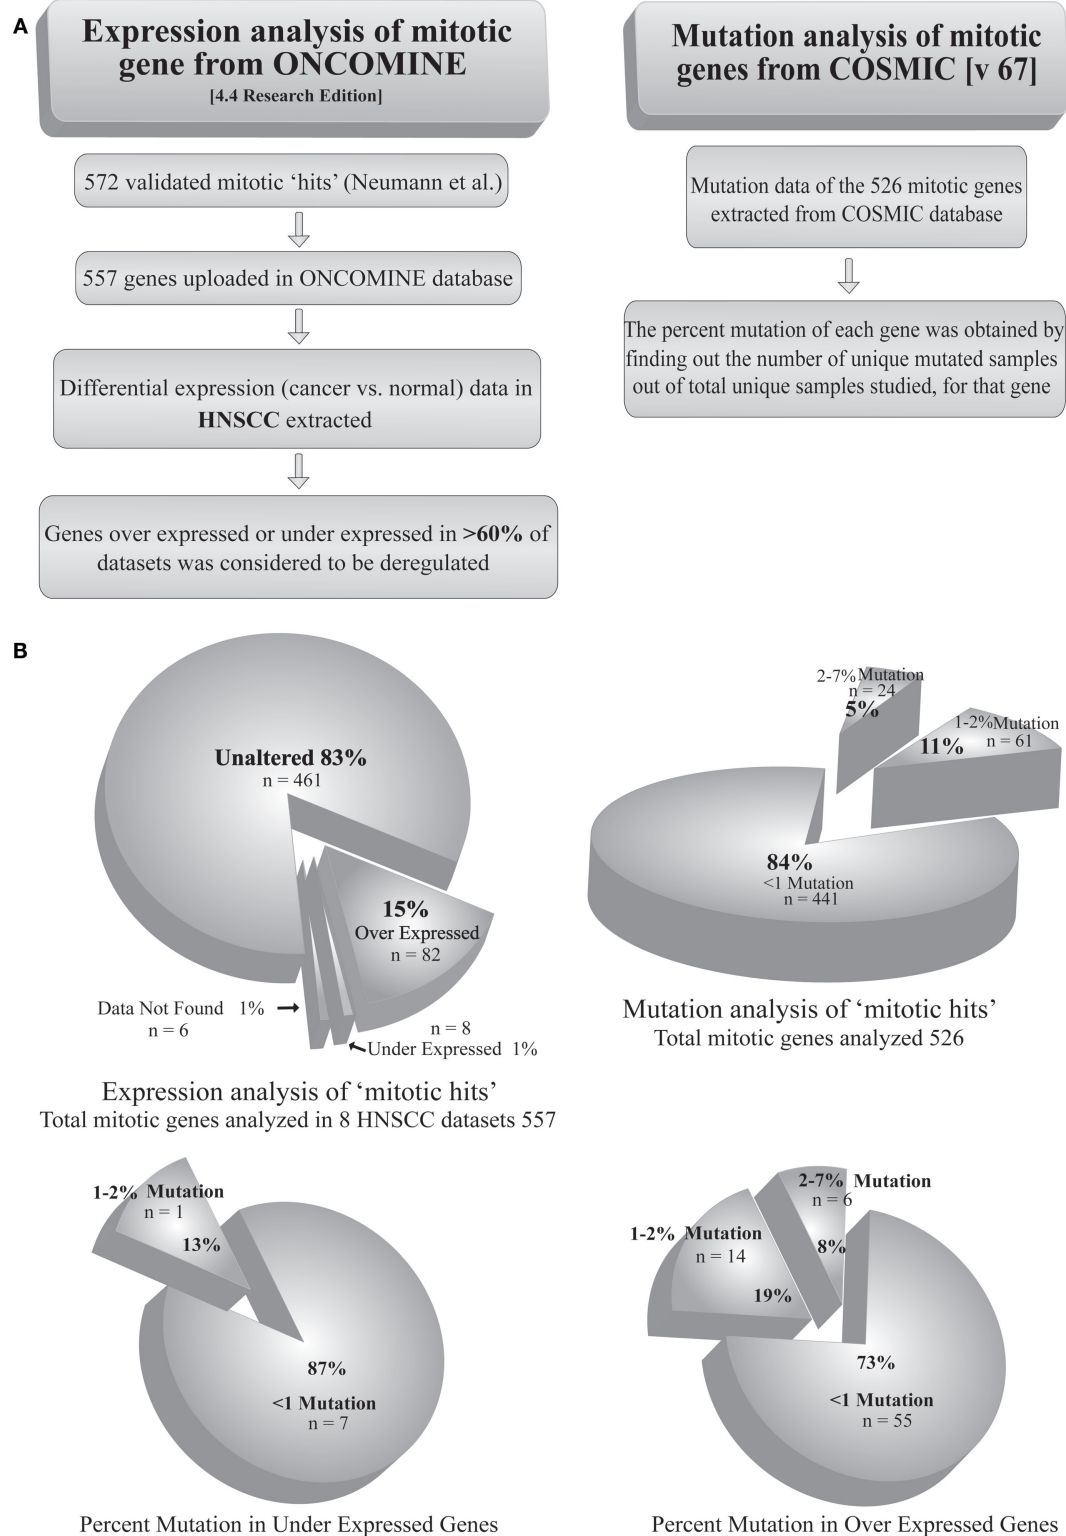 A
Expression analysis of mitotic
gene from ONCOMINE
[4.4 Research Edition]
572 validated mitotic ‘hits’ (Neumann et al.)
557 genes uploaded in ONCOMINE database
Differential expression (cancer vs. normal) data in
HNSCC extracted
Genes over expressed or under expressed in >60% of
datasets was considered to be deregulated
Mutation analysis of mitotic
genes from COSMIC [v 67]
Mutation data of the 526 mitotic genes
extracted from COSMIC database
The percent mutation of each gene was obtained by
finding out the number of unique mutated samples
out of total unique samples studied, for that gene
B
Unaltered 83%
n = 461
15%
Over Expressed
n = 82
Data Not Found 1%
n = 6
n = 8
Under Expressed 1%
Expression analysis of ‘mitotic hits’
Total mitotic genes analyzed in 8 HNSCC datasets 557
2-7% Mutation
n = 24
5%
1-2% Mutation
11% n = 61
84%
<1 Mutation
n = 441
Mutation analysis of ‘mitotic hits’
Total mitotic genes analyzed 526
1-2% Mutation
n = 1
13%
87%
<1 Mutation
n = 7
Percent Mutation in Under Expressed Genes
2-7% Mutation
n = 6
8%
1-2% Mutation
n = 14
19%
73%
<1 Mutation
n = 55
Percent Mutation in Over Expressed Genes